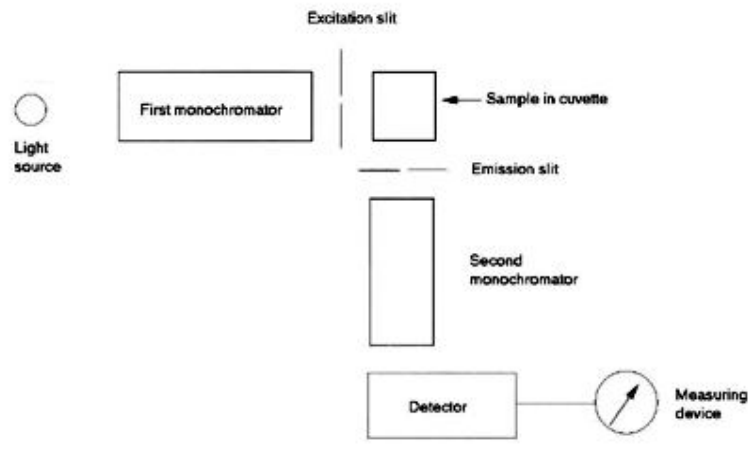 Excitation slit
First monochromator
Sample in cuvette
Light
source
Emission slit
Second
monochromator
Detector
Measuring
device